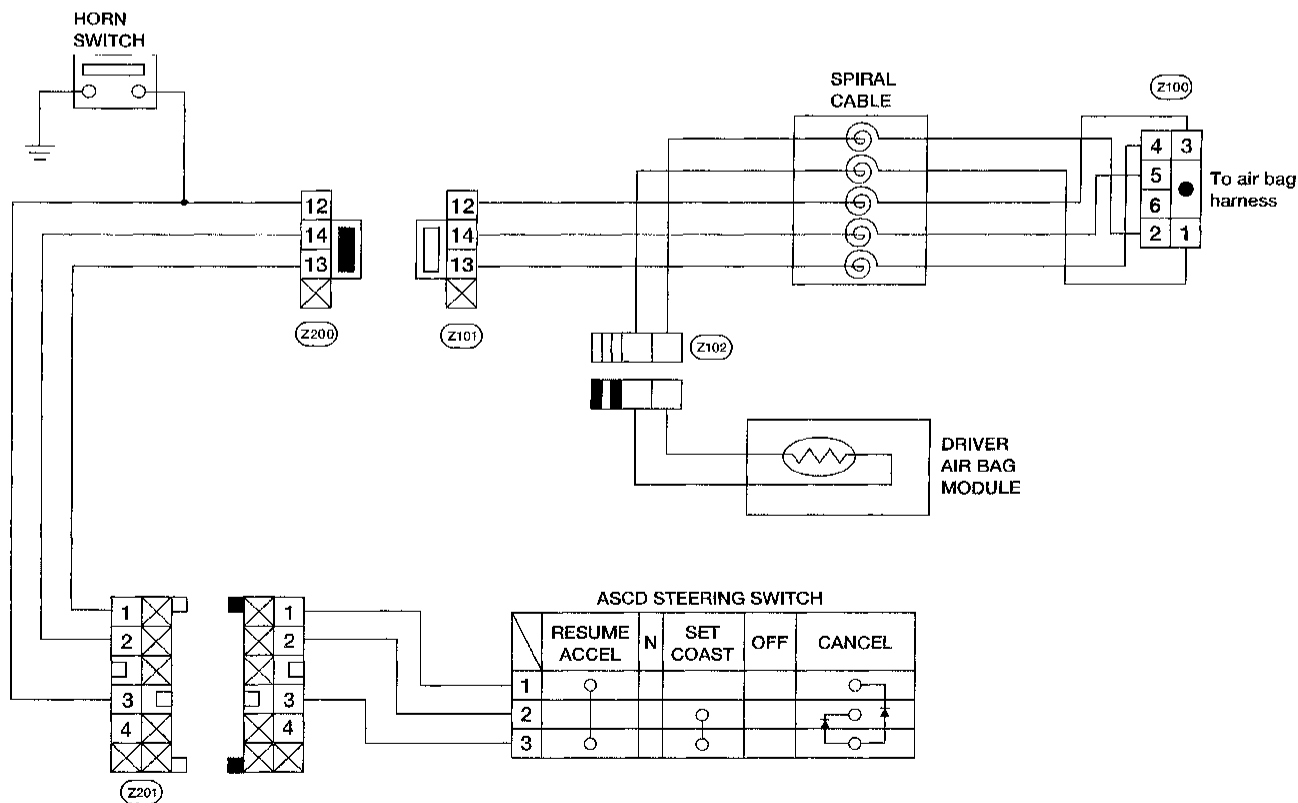 HORN
SWITCH
SPIRAL
CABLE
Z100
4 3
5
6
2 1
To air bag
harness
12
14
13
Z200
12
14
13
Z101
Z102
DRIVER
AIR BAG
MODULE
1
2
3
4
Z201
1
2
3
4
ASCD STEERING SWITCH
RESUME ACCEL N SET COAST OFF CANCEL
1
2
3